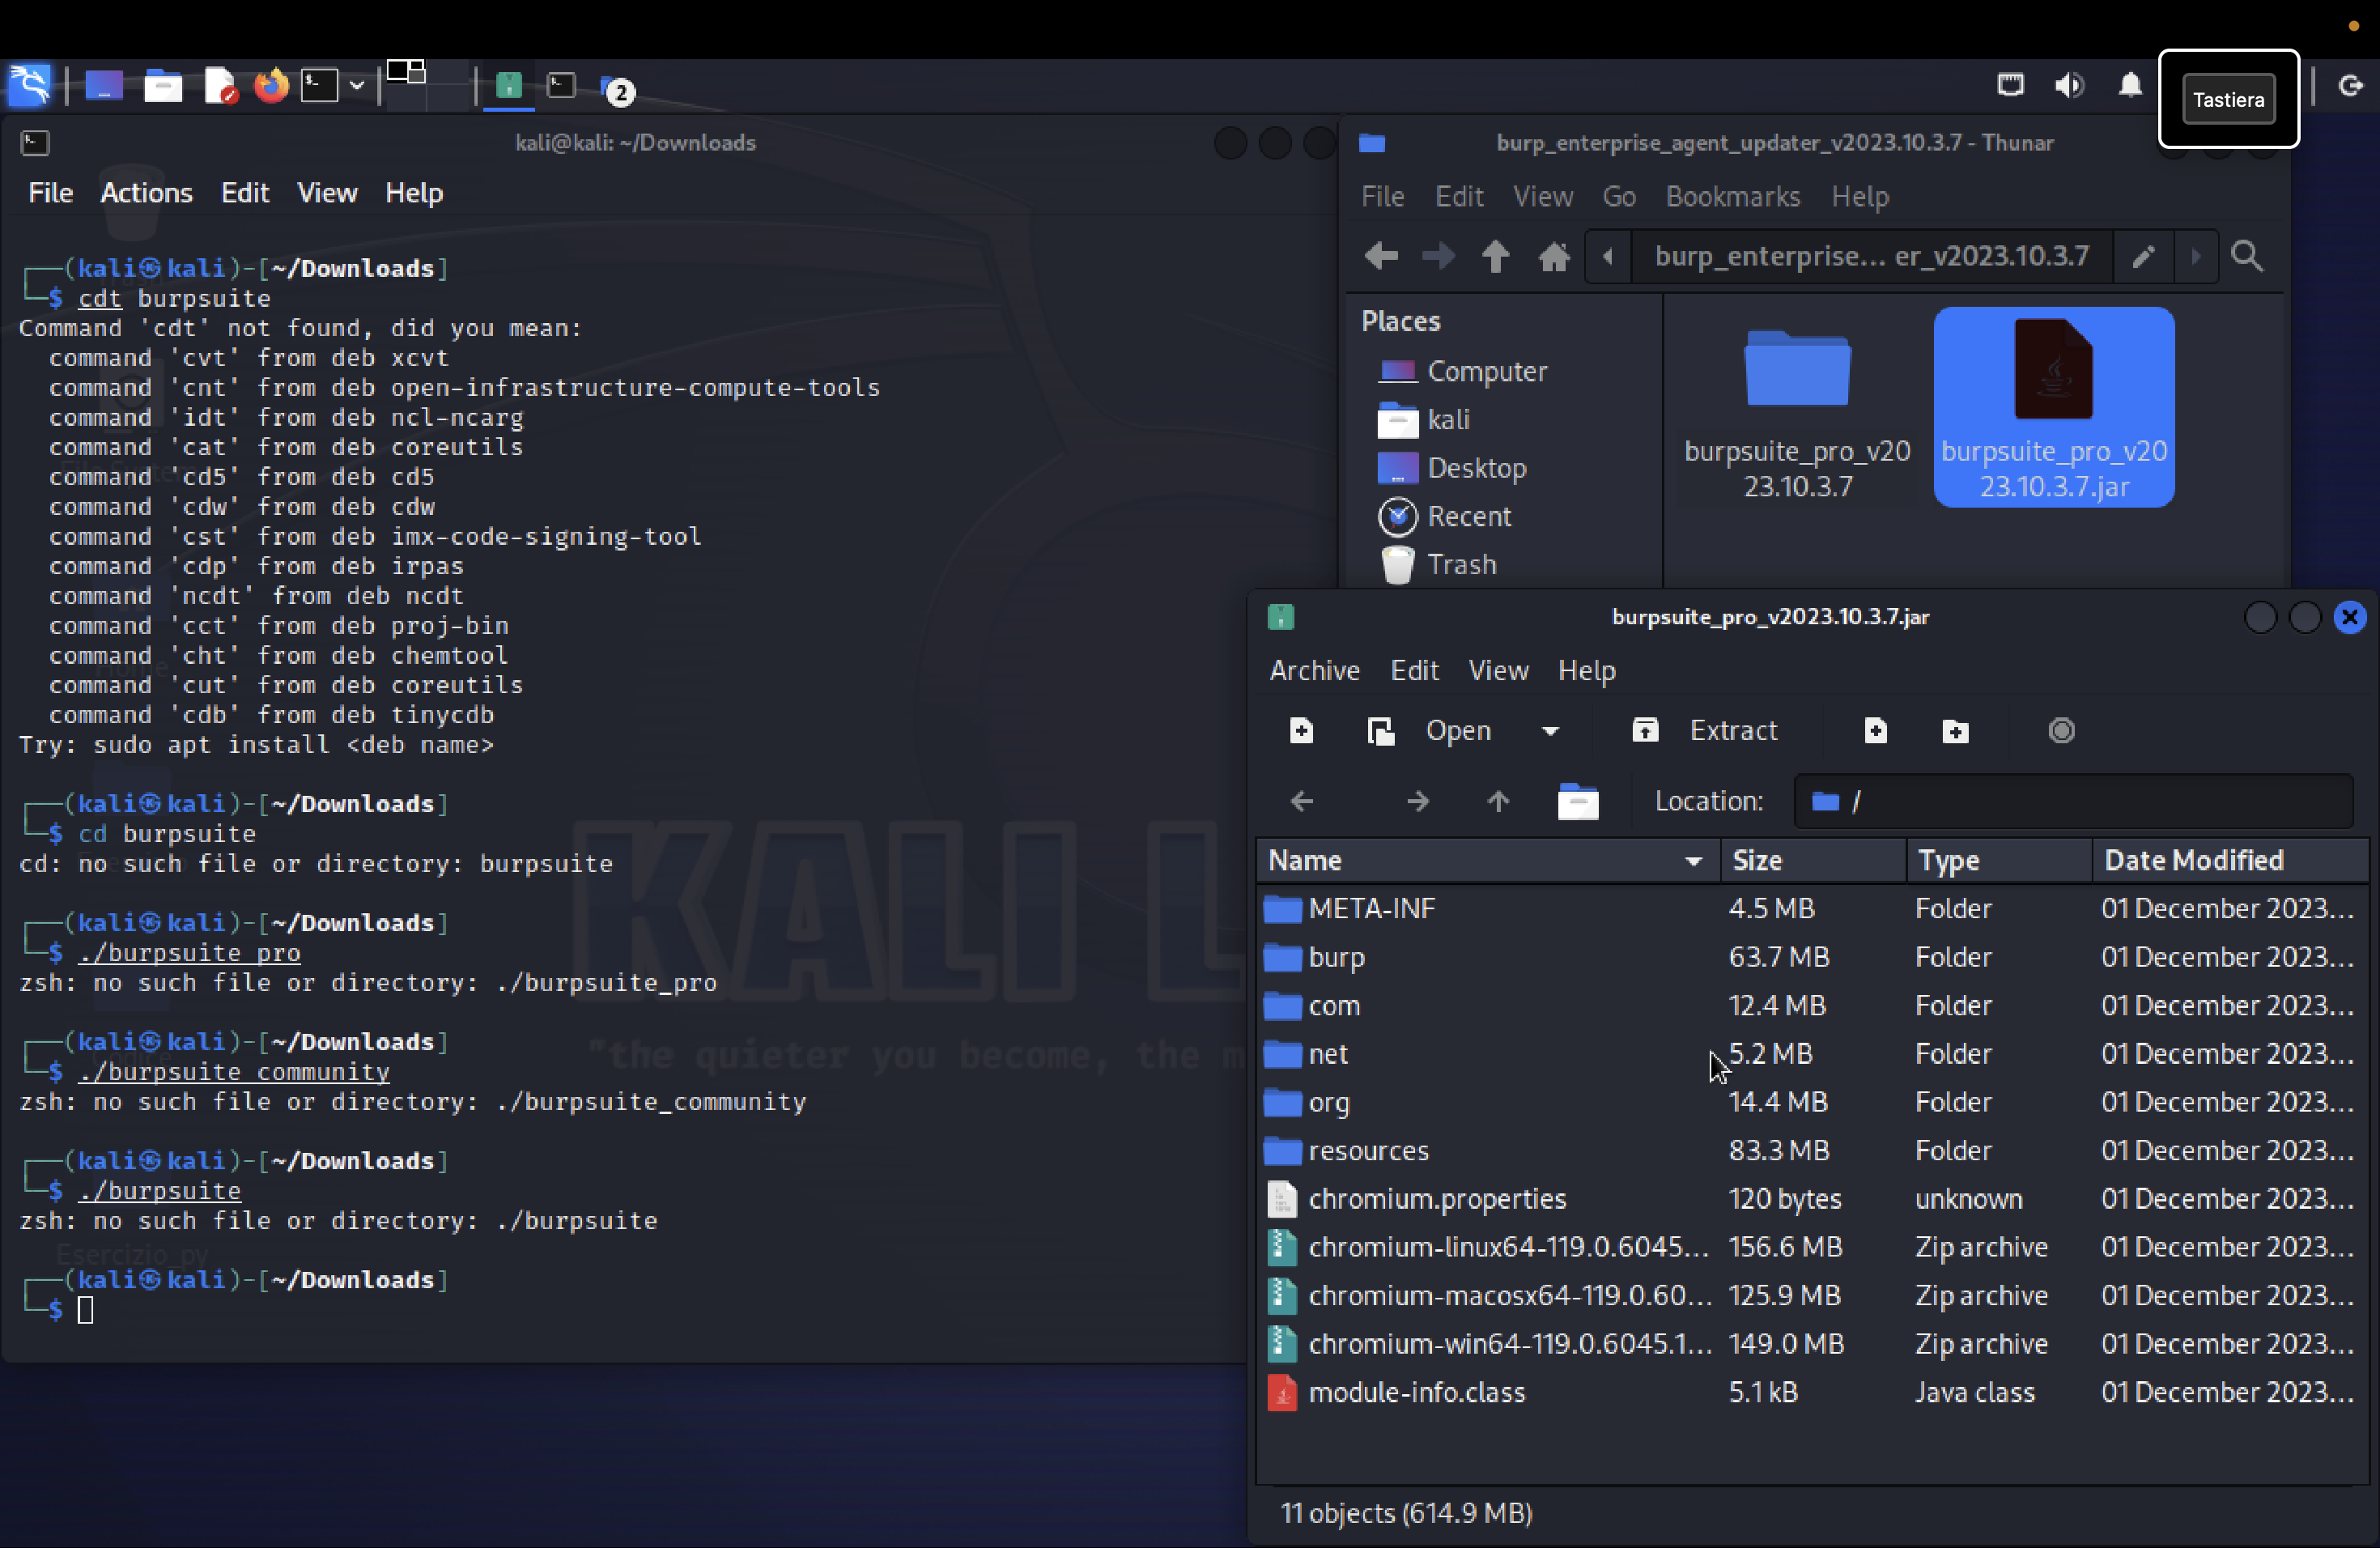 2
Tastiera
kali@kali: ~/Downloads
File Actions Edit View Help
(kali㉿kali)-[~/Downloads]
$ cdt burpsuite
Command 'cdt' not found, did you mean:
command 'cvt' from deb xcvt
command 'cnt' from deb open-infrastructure-compute-tools
command 'idt' from deb ncl-ncarg
command 'cat' from deb coreutils
command 'cd5' from deb cd5
command 'cdw' from deb cdw
command 'cst' from deb imx-code-signing-tool
command 'cdp' from deb irpas
command 'ncdt' from deb ncdt
command 'cct' from deb proj-bin
command 'cht' from deb chemtool
command 'cut' from deb coreutils
command 'cdb' from deb tinycdb
Try: sudo apt install <deb name>
(kali㉿kali)-[~/Downloads]
$ cd burpsuite
cd: no such file or directory: burpsuite
(kali㉿kali)-[~/Downloads]
$ ./burpsuite_pro
zsh: no such file or directory: ./burpsuite_pro
(kali㉿kali)-[~/Downloads]
$ ./burpsuite_community
zsh: no such file or directory: ./burpsuite_community
(kali㉿kali)-[~/Downloads]
$ ./burpsuite
zsh: no such file or directory: ./burpsuite
(kali㉿kali)-[~/Downloads]
$
KALI L
"the quieter you become, the m
Esercizio_py
burp_enterprise_agent_updater_v2023.10.3.7 - Thunar
File Edit View Go Bookmarks Help
burp_enterprise... er_v2023.10.3.7
Places
Computer
kali
Desktop
Recent
Trash
burpsuite_pro_v20
23.10.3.7
burpsuite_pro_v20
23.10.3.7.jar
burpsuite_pro_v2023.10.3.7.jar
Archive Edit View Help
Open Extract
Location: /
Name Size Type Date Modified
META-INF 4.5 MB Folder 01 December 2023...
burp 63.7 MB Folder 01 December 2023...
com 12.4 MB Folder 01 December 2023...
net 5.2 MB Folder 01 December 2023...
org 14.4 MB Folder 01 December 2023...
resources 83.3 MB Folder 01 December 2023...
chromium.properties 120 bytes unknown 01 December 2023...
chromium-linux64-119.0.6045... 156.6 MB Zip archive 01 December 2023...
chromium-macosx64-119.0.60... 125.9 MB Zip archive 01 December 2023...
chromium-win64-119.0.6045.1... 149.0 MB Zip archive 01 December 2023...
module-info.class 5.1 kB Java class 01 December 2023...
11 objects (614.9 MB)